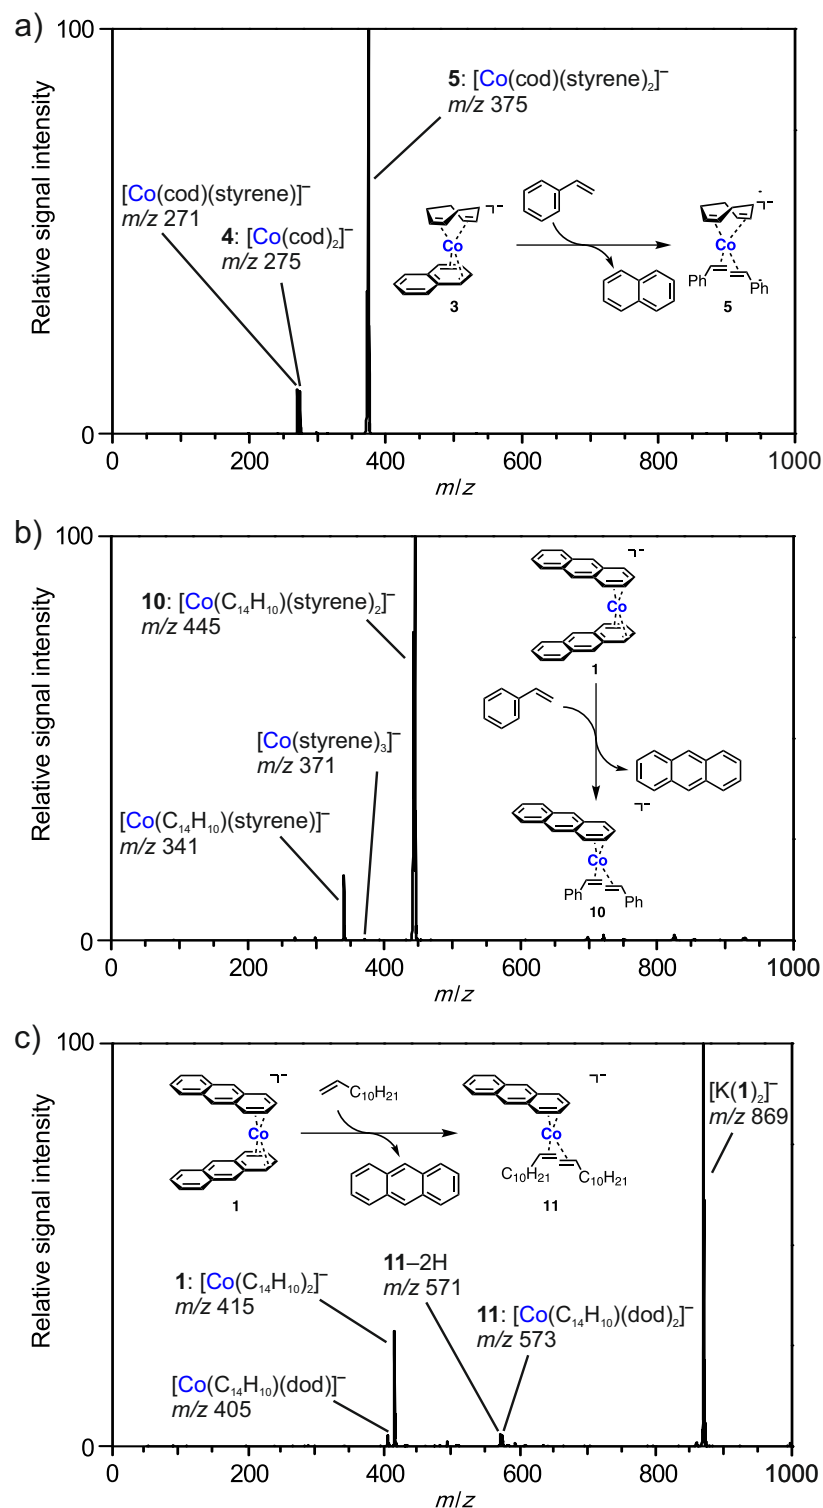 a)
100
Relative signal intensity
5: [Co(cod)(styrene)₂]⁻
m/z 375
[Co(cod)(styrene)]⁻
m/z 271
4: [Co(cod)₂]⁻
m/z 275
Co
3
Co
Ph
Ph
5
0
0 200 400 600 800 1000
m/z
b)
100
Relative signal intensity
10: [Co(C₁₄H₁₀)(styrene)₂]⁻
m/z 445
Co
1
[Co(styrene)₃]⁻
m/z 371
[Co(C₁₄H₁₀)(styrene)]⁻
m/z 341
Co
Ph
Ph
10
0
0 200 400 600 800 1000
m/z
c)
100
Relative signal intensity
C₁₀H₂₁
Co
1
Co
C₁₀H₂₁
C₁₀H₂₁
11
[K(1)₂]⁻
m/z 869
1: [Co(C₁₄H₁₀)₂]⁻
m/z 415
11–2H
m/z 571
11: [Co(C₁₄H₁₀)(dod)₂]⁻
m/z 573
[Co(C₁₄H₁₀)(dod)]⁻
m/z 405
0
0 200 400 600 800 1000
m/z